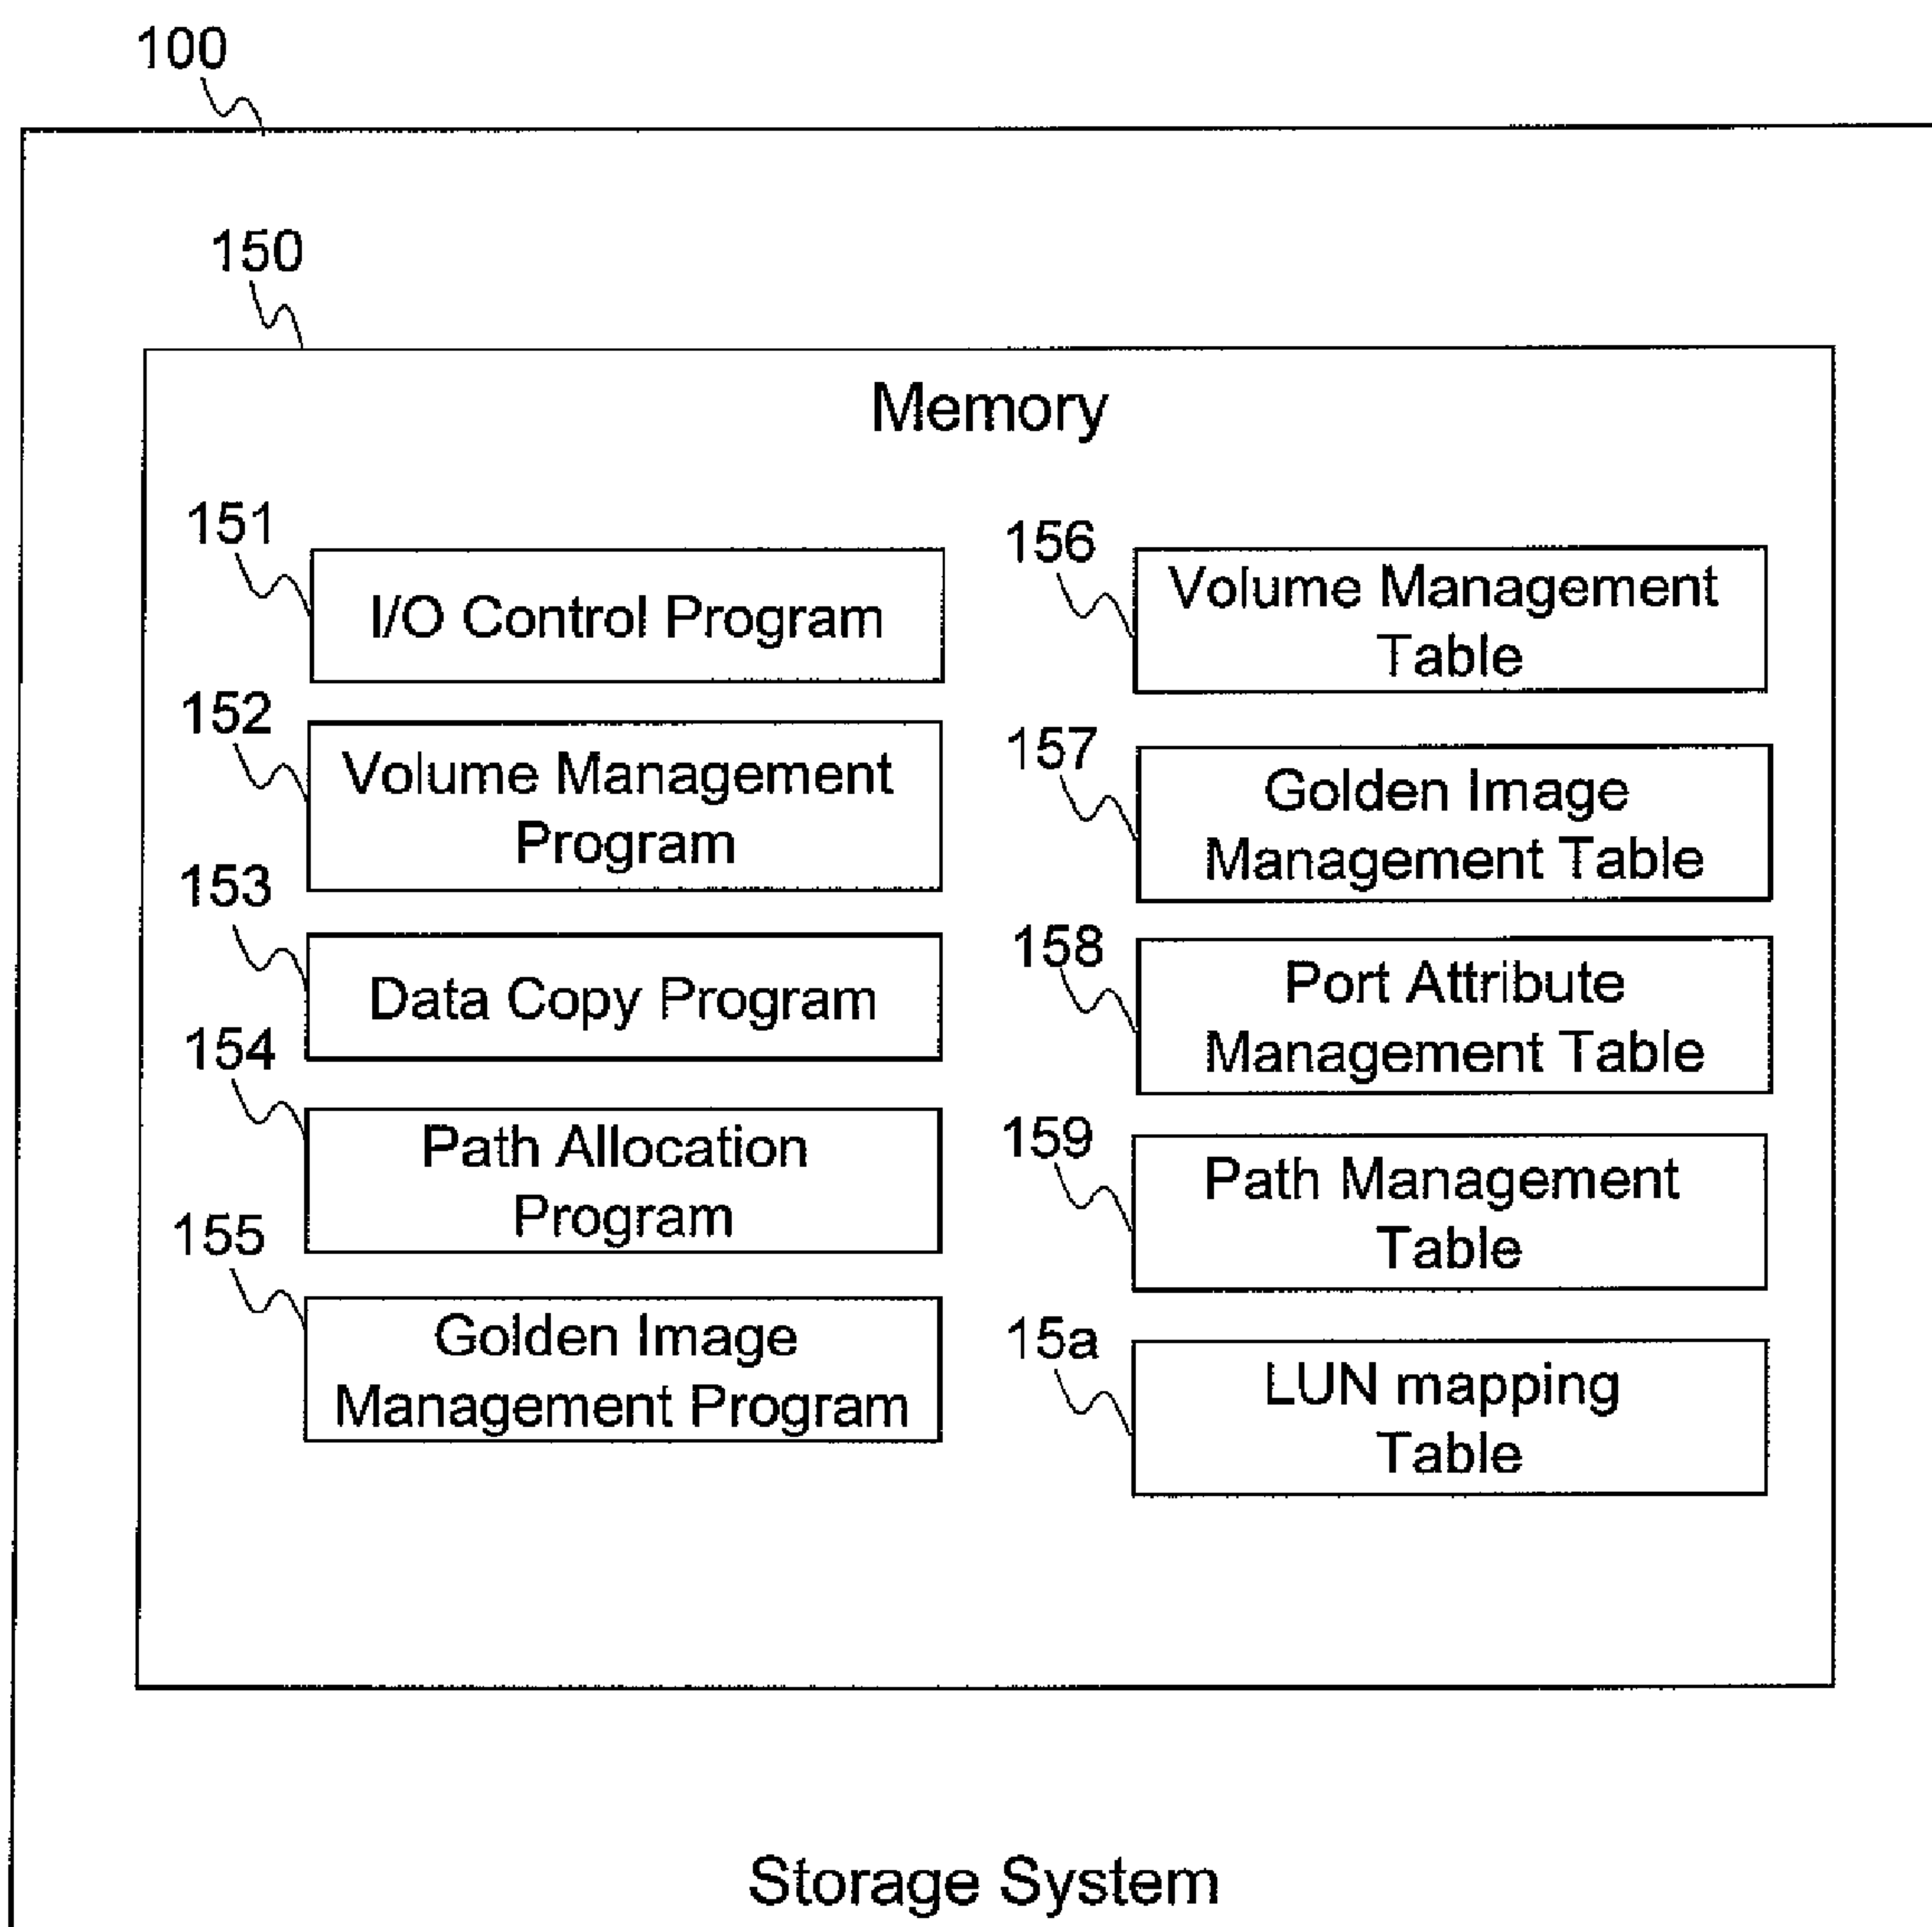 100
150
Memory
151
I/O Control Program
152
Volume Management
Program
153
Data Copy Program
154
Path Allocation
Program
155
Golden Image
Management Program
156
Volume Management
Table
157
Golden Image
Management Table
158
Port Attribute
Management Table
159
Path Management
Table
15a
LUN mapping
Table
Storage System